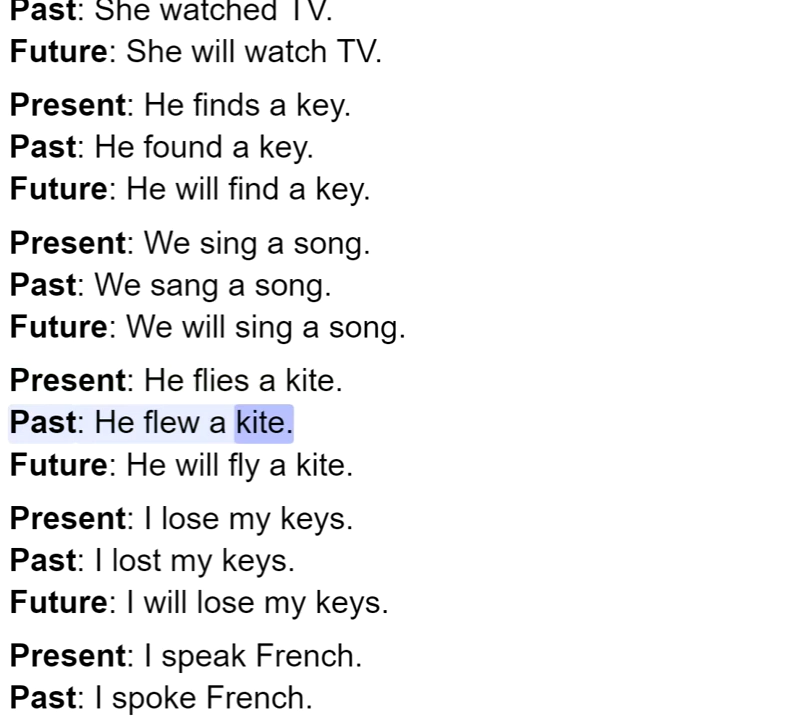 Past: She watched TV.
Future: She will watch TV.
Present: He finds a key.
Past: He found a key.
Future: He will find a key.
Present: We sing a song.
Past: We sang a song.
Future: We will sing a song.
Present: He flies a kite.
Past: He flew a kite.
Future: He will fly a kite.
Present: I lose my keys.
Past: I lost my keys.
Future: I will lose my keys.
Present: I speak French.
Past: I spoke French.